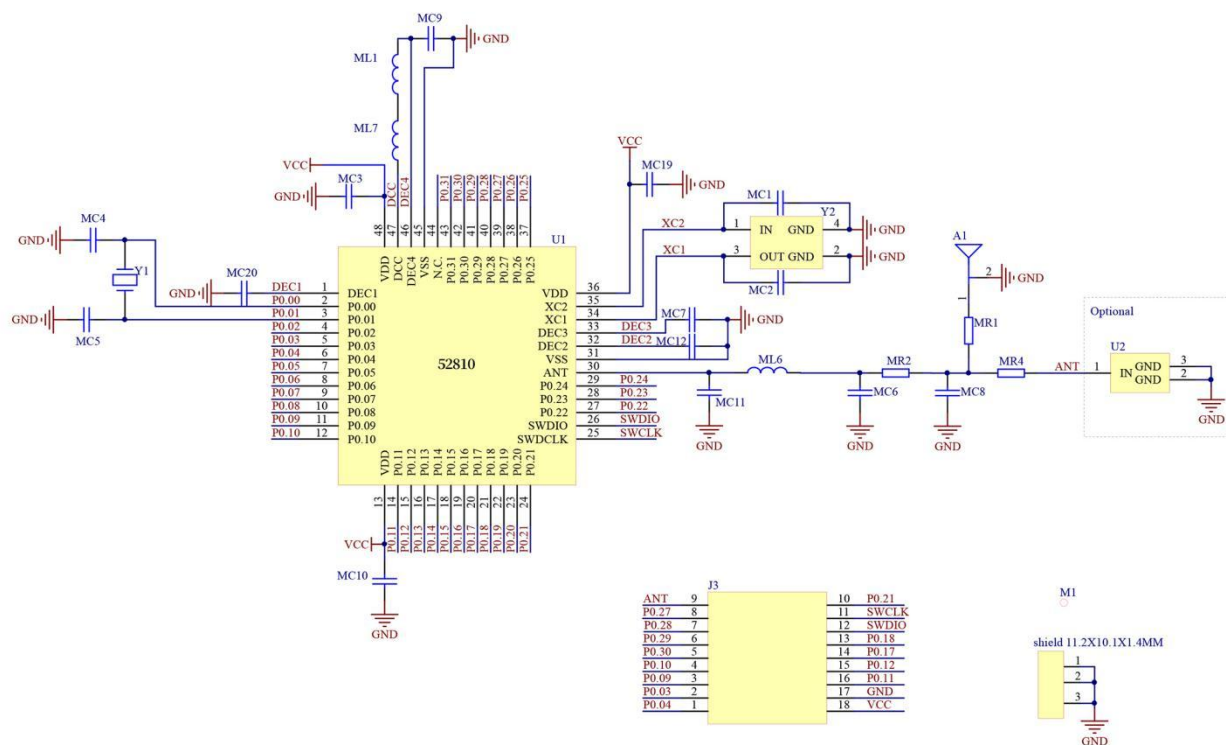 MC9
GND
ML1
ML7
VCC
MC3
GND
DCC
DEC4
P0.31
P0.30
P0.29
P0.28
P0.27
P0.26
P0.25
48
47
46
45
44
43
42
41
40
39
38
37
U1
VDD
DCC
DEC4
VSS
N.C.
P0.31
P0.30
P0.29
P0.28
P0.27
P0.26
P0.25
MC4
GND
Y1
GND
MC5
GND
MC20
DEC1 1 DEC1
P0.00 2 P0.00
P0.01 3 P0.01
P0.02 4 P0.02
P0.03 5 P0.03
P0.04 6 P0.04
P0.05 7 P0.05
P0.06 8 P0.06
P0.07 9 P0.07
P0.08 10 P0.08
P0.09 11 P0.09
P0.10 12 P0.10
52810
VDD 36
XC2 35
XC1 34
DEC3 33 DEC3
DEC2 32 DEC2
VSS 31
ANT 30
P0.24 29 P0.24
P0.23 28 P0.23
P0.22 27 P0.22
SWDIO 26 SWDIO
SWDCLK 25 SWCLK
VDD
P0.11
P0.12
P0.13
P0.14
P0.15
P0.16
P0.17
P0.18
P0.19
P0.20
P0.21
13
14
15
16
17
18
19
20
21
22
23
24
P0.11
P0.12
P0.13
P0.14
P0.15
P0.16
P0.17
P0.18
P0.19
P0.20
P0.21
VCC
MC10
GND
VCC
MC19
GND
MC1
Y2
XC2 1 IN GND 4 GND
XC1 3 OUT GND 2 GND
MC2
MC7
GND
MC12
ML6
MC11
GND
MR2
MC6
GND
MC8
GND
A1
2
GND
1
MR1
MR4
ANT
Optional
U2
1 IN GND 3
GND 2
GND
J3
ANT 9 10 P0.21
P0.27 8 11 SWCLK
P0.28 7 12 SWDIO
P0.29 6 13 P0.18
P0.30 5 14 P0.17
P0.10 4 15 P0.12
P0.09 3 16 P0.11
P0.03 2 17 GND
P0.04 1 18 VCC
M1
shield 11.2X10.1X1.4MM
1
2
3
GND